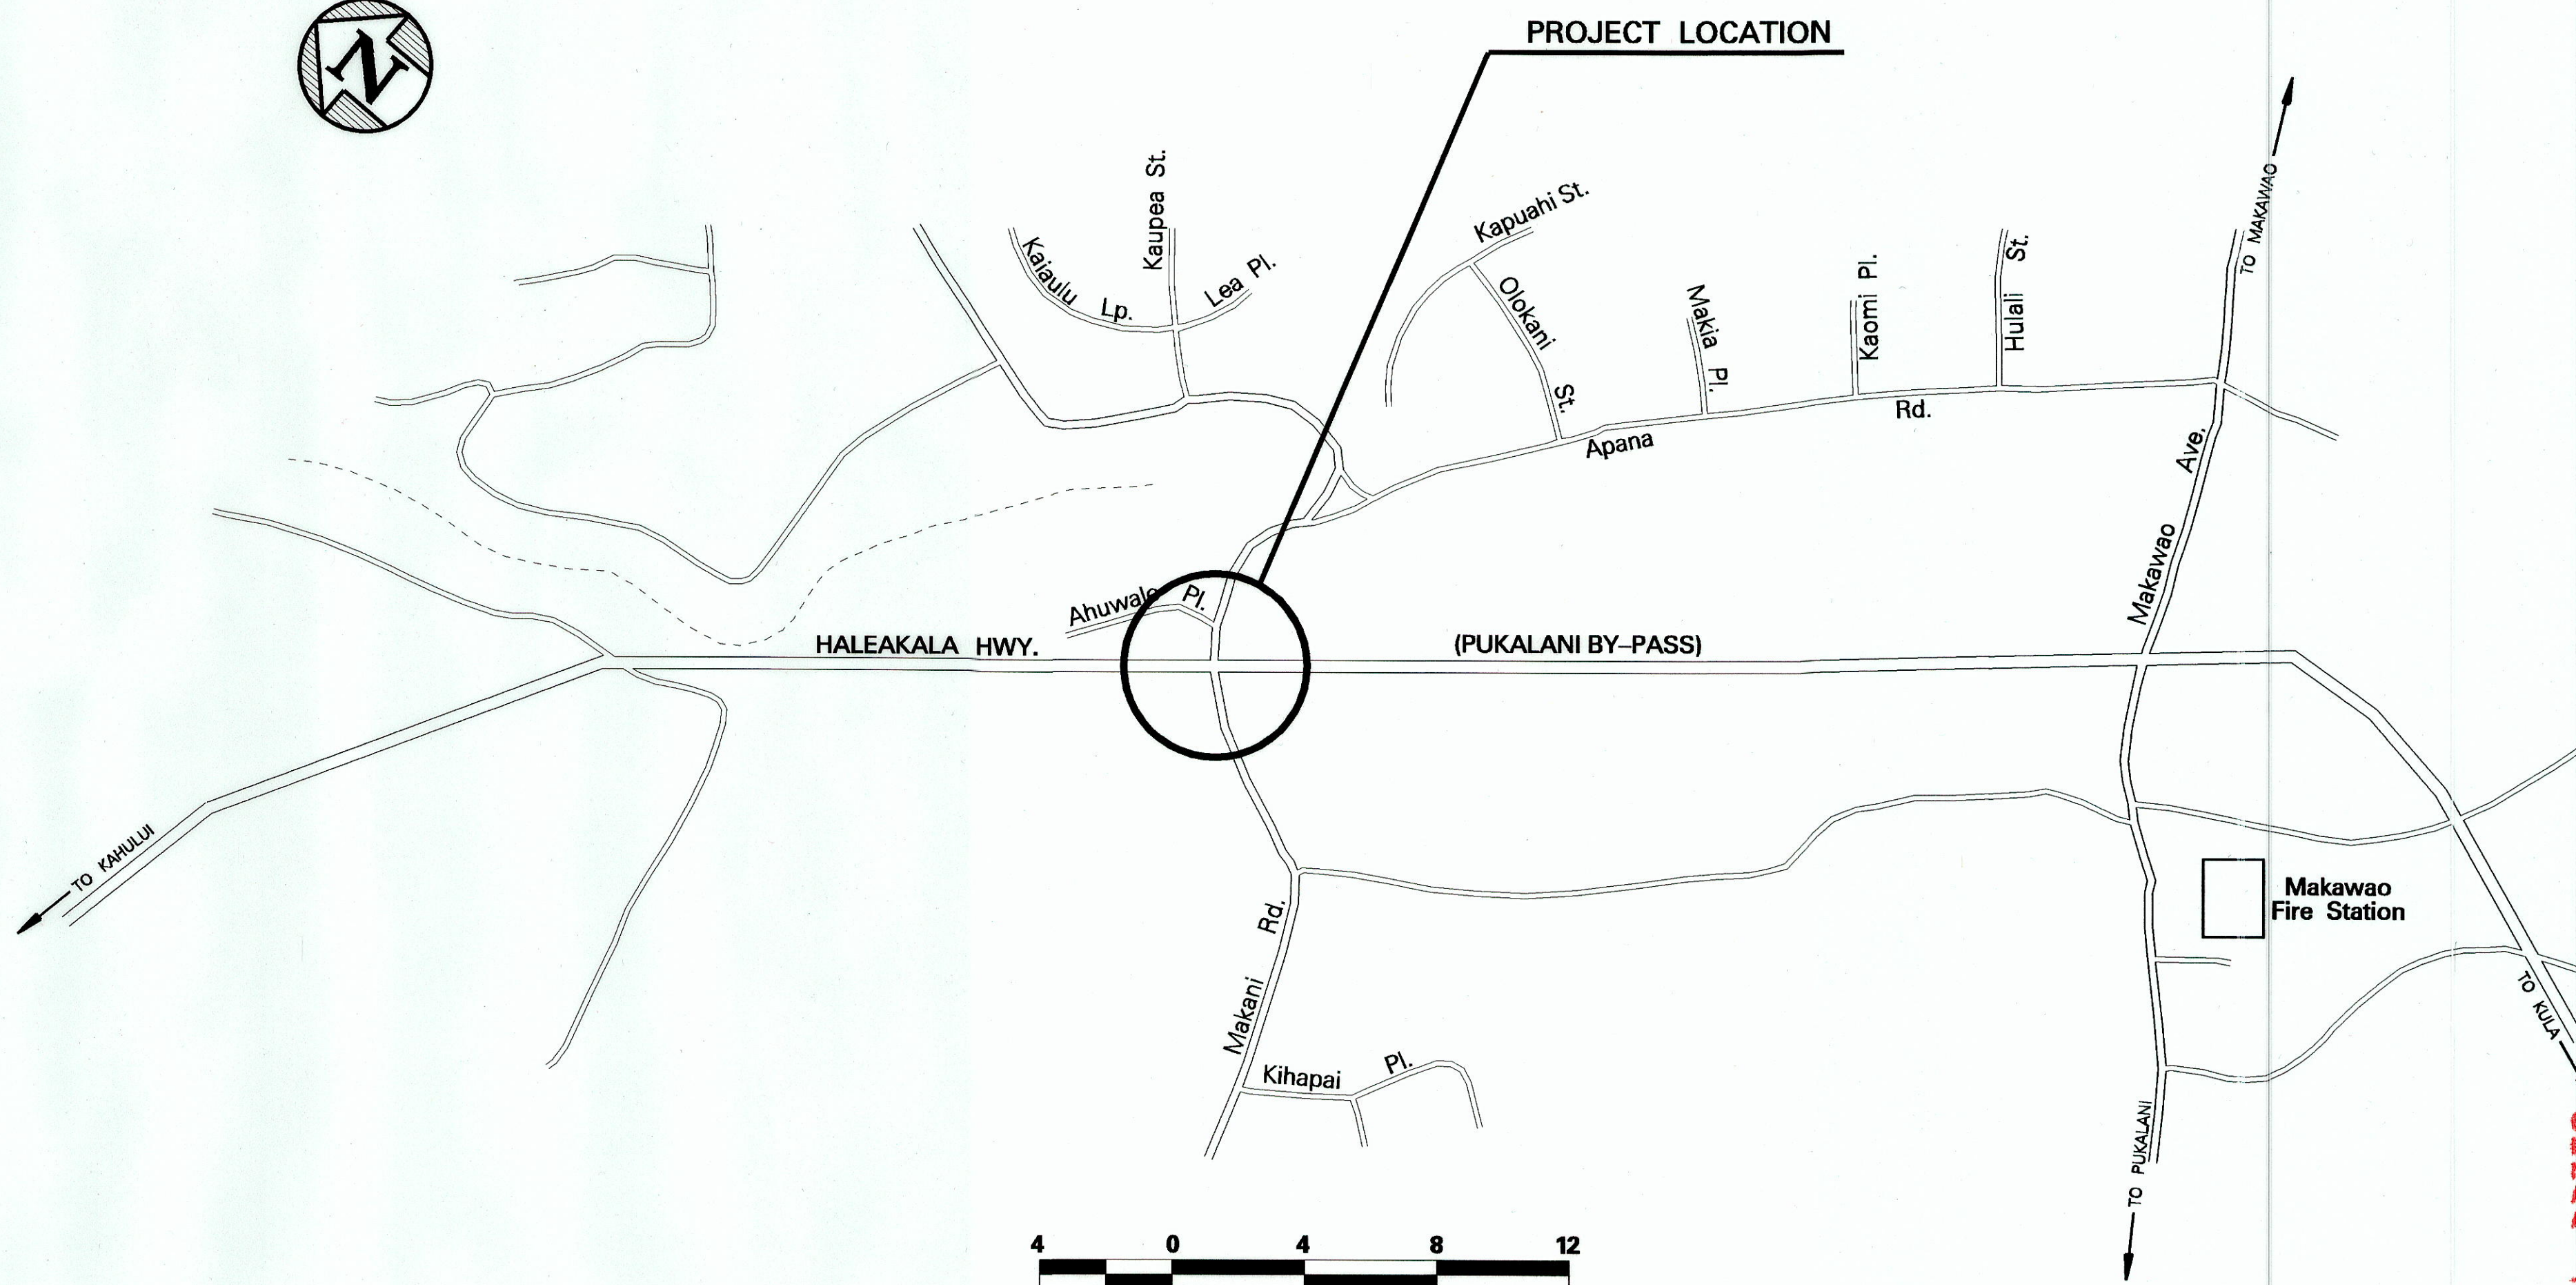 PROJECT LOCATION
N
TO MAKAWAO
Kaupea St.
Kapuahi St.
Kaiaulu Lp.
Lea Pl.
Olokani St.
Makia Pl.
Kaomi Pl.
Hulali St.
Apana Rd.
Makawao Ave.
Ahuwale Pl.
HALEAKALA HWY.
(PUKALANI BY-PASS)
TO KAHULUI
Makawao
Fire Station
Makani Rd.
TO KULA
Kihapai Pl.
TO PUKALANI
4 0 4 8 12